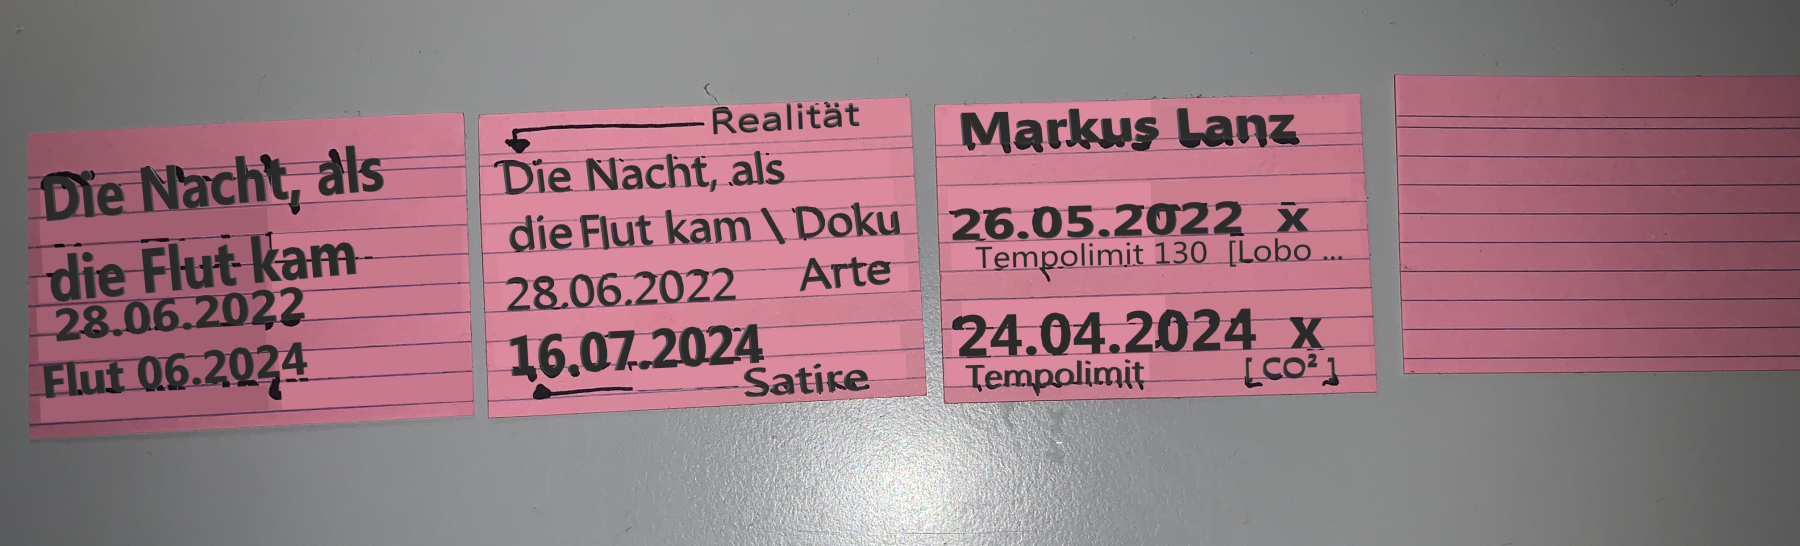 Die Nacht, als
die Flut kam
28.06.2022
Flut 06.2024
Realität
Die Nacht, als
die Flut kam \ Doku
28.06.2022 Arte
16.07.2024
Satire
Markus Lanz
26.05.2022 x
Tempolimit 130 [Lobo ...
24.04.2024 x
Tempolimit [CO²]